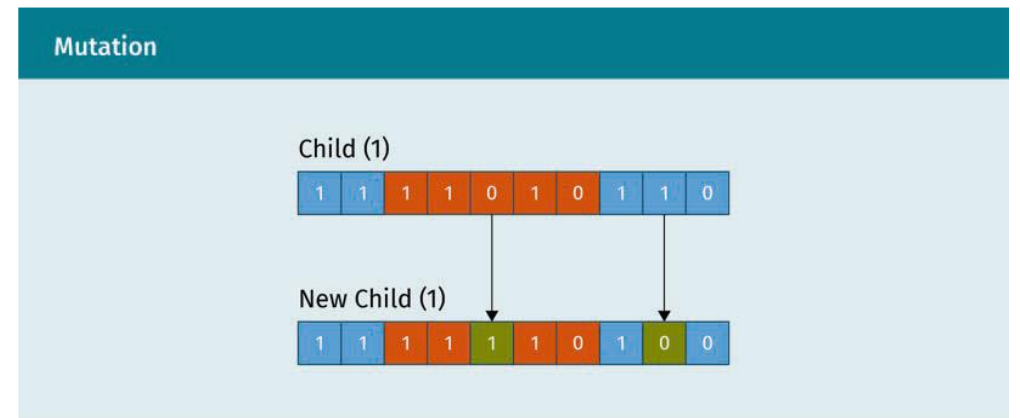 Mutation
Child (1)
1 1 1 1 0 1 0 1 1 0
New Child (1)
1 1 1 1 1 1 0 1 0 0